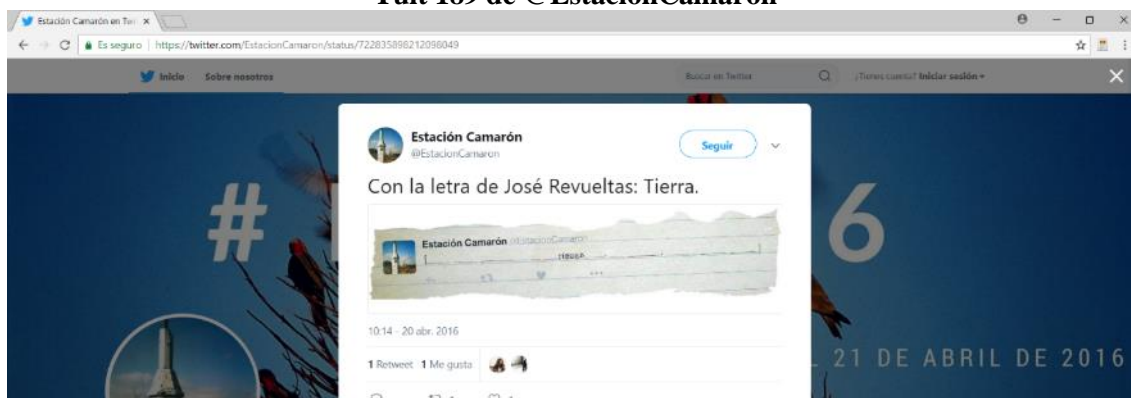 Tuit 189 de @EstacionCamaron
Estación Camarón en Twi
Es seguro | https://twitter.com/EstacionCamaron/status/722835898212098049
Inicio Sobre nosotros Buscar en Twitter ¿Tienes cuenta? Iniciar sesión
Estación Camarón
@EstacionCamaron
Seguir
Con la letra de José Revueltas: Tierra.
# 6
Estación Camarón @EstacionCamaron
10:14 - 20 abr. 2016
1 Retweet 1 Me gusta
21 DE ABRIL DE 2016